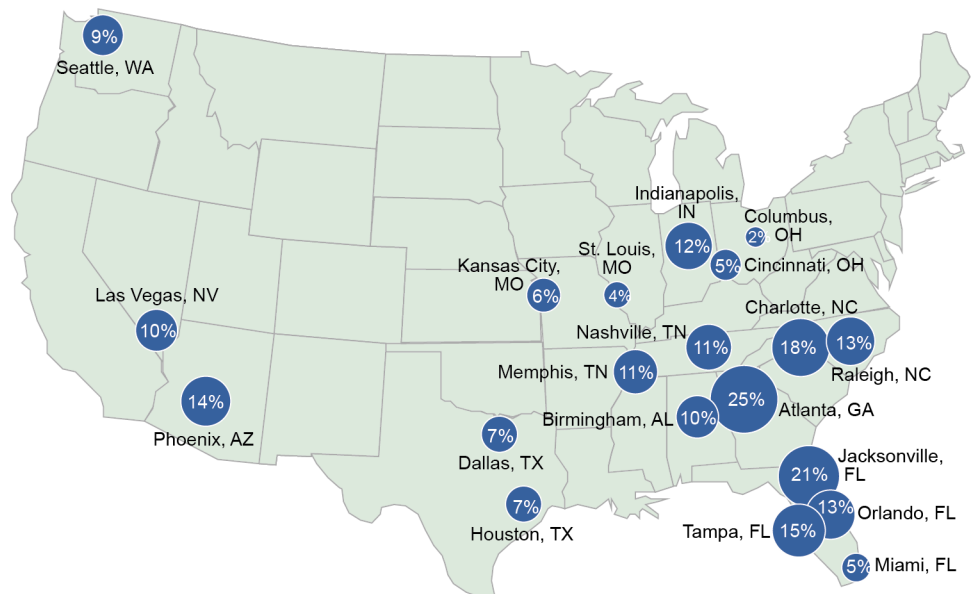 9%
Seattle, WA
Indianapolis,
IN
12%
Columbus,
OH
2%
5%
Cincinnati, OH
St. Louis,
MO
4%
Kansas City,
MO
6%
Las Vegas, NV
10%
Charlotte, NC
18%
13%
Raleigh, NC
Nashville, TN
11%
Memphis, TN
11%
14%
Phoenix, AZ
Birmingham, AL
10%
25%
Atlanta, GA
7%
Dallas, TX
7%
Houston, TX
Jacksonville,
FL
21%
13%
Orlando, FL
Tampa, FL
15%
5%
Miami, FL